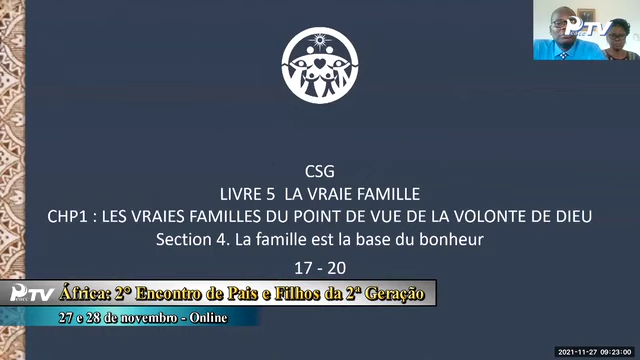 PTV
CSG
LIVRE 5 LA VRAIE FAMILLE
CHP1 : LES VRAIES FAMILLES DU POINT DE VUE DE LA VOLONTE DE DIEU
Section 4. La famille est la base du bonheur
17 - 20
PTV
África: 2° Encontro de Pais e Filhos da 2ª Geração
27 e 28 de novembro - Online
2021-11-27 09:23:00